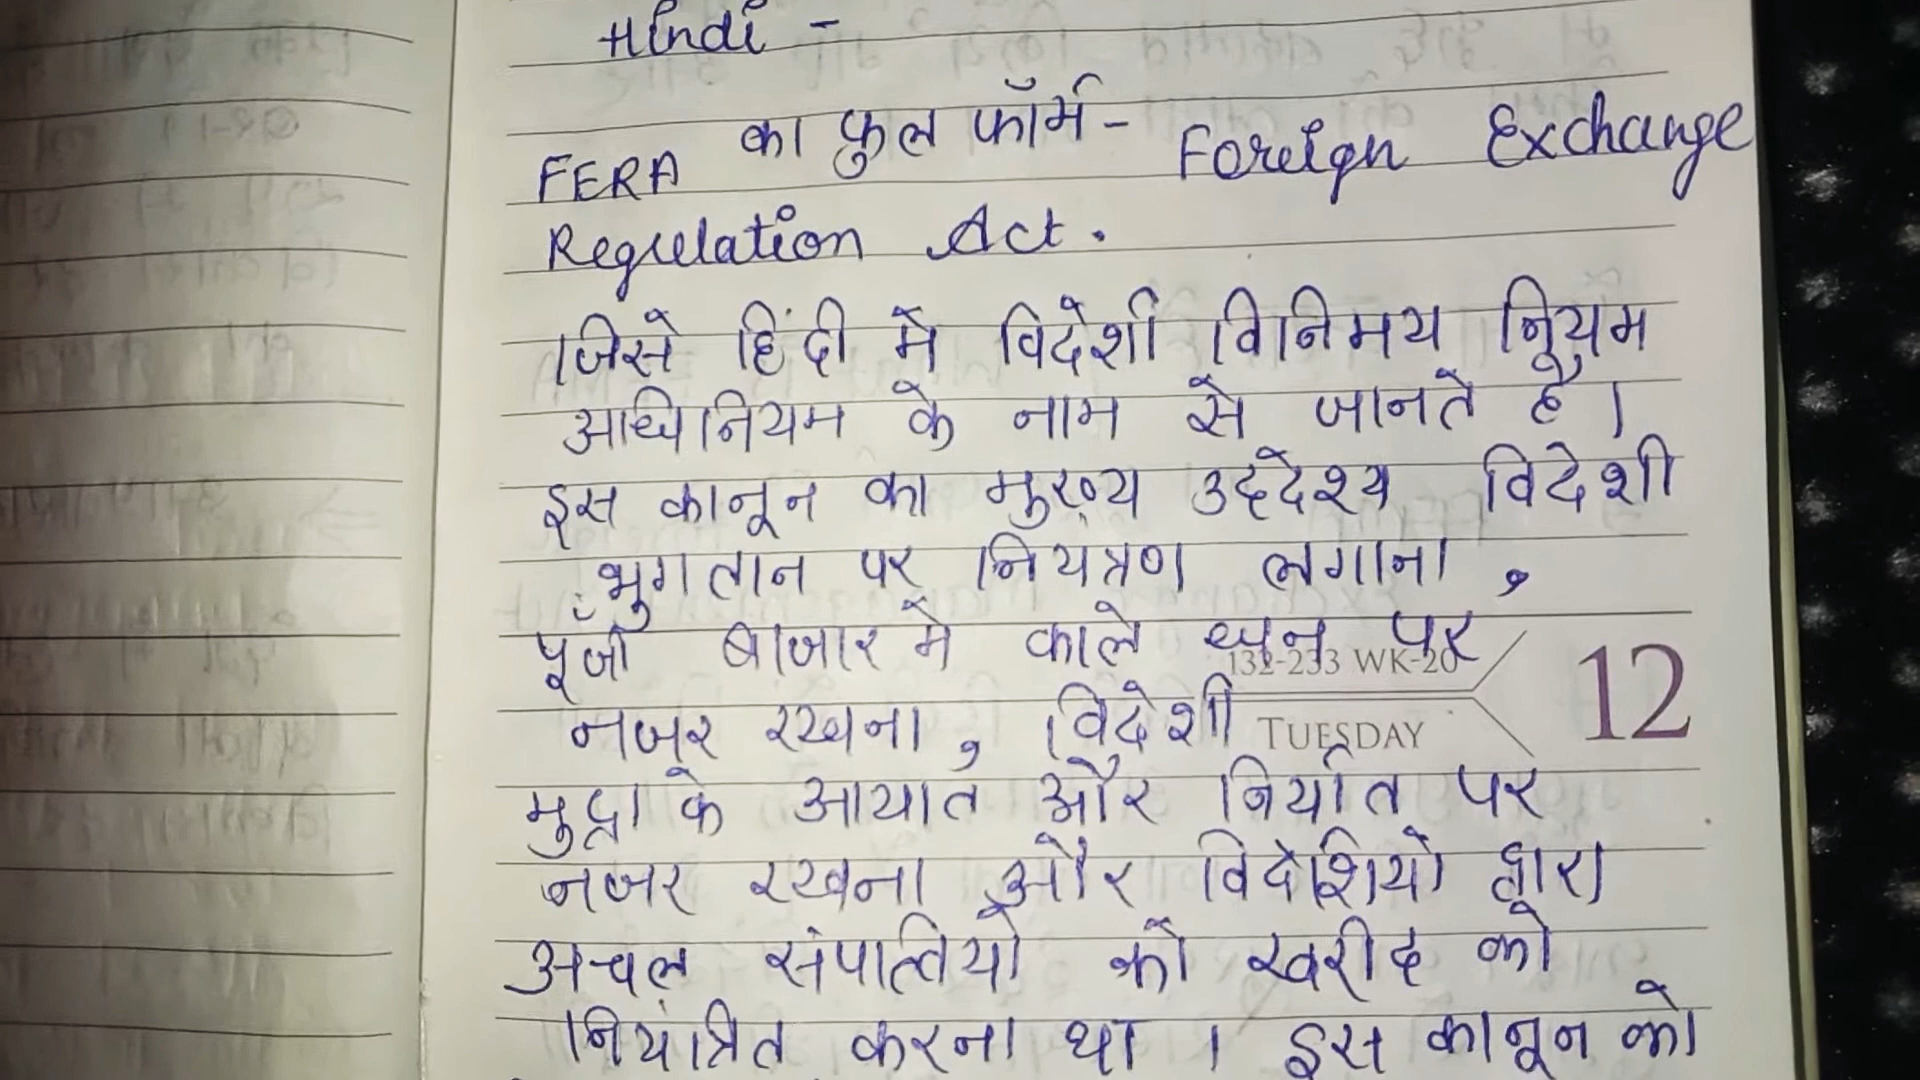 Hindi -
FERA का फुल फॉर्म - Foreign Exchange
Regulation Act.
जिसे हिंदी में विदेशी विनिमय नियम
अधिनियम के नाम से जानते है।
इस कानून का मुख्य उद्देश्य विदेशी
भुगतान पर नियत्रण लगाना,
पूँजी बाजार मे काले धन पर
132-233 WK-20
12
नजर रखना, विदेशी
TUESDAY
मुद्रा के आयात और निर्यात पर
नजर रखना और विदेशियो द्वारा
अचल संपत्तियो की खरीद को
नियंत्रित करना था। इस कानून को